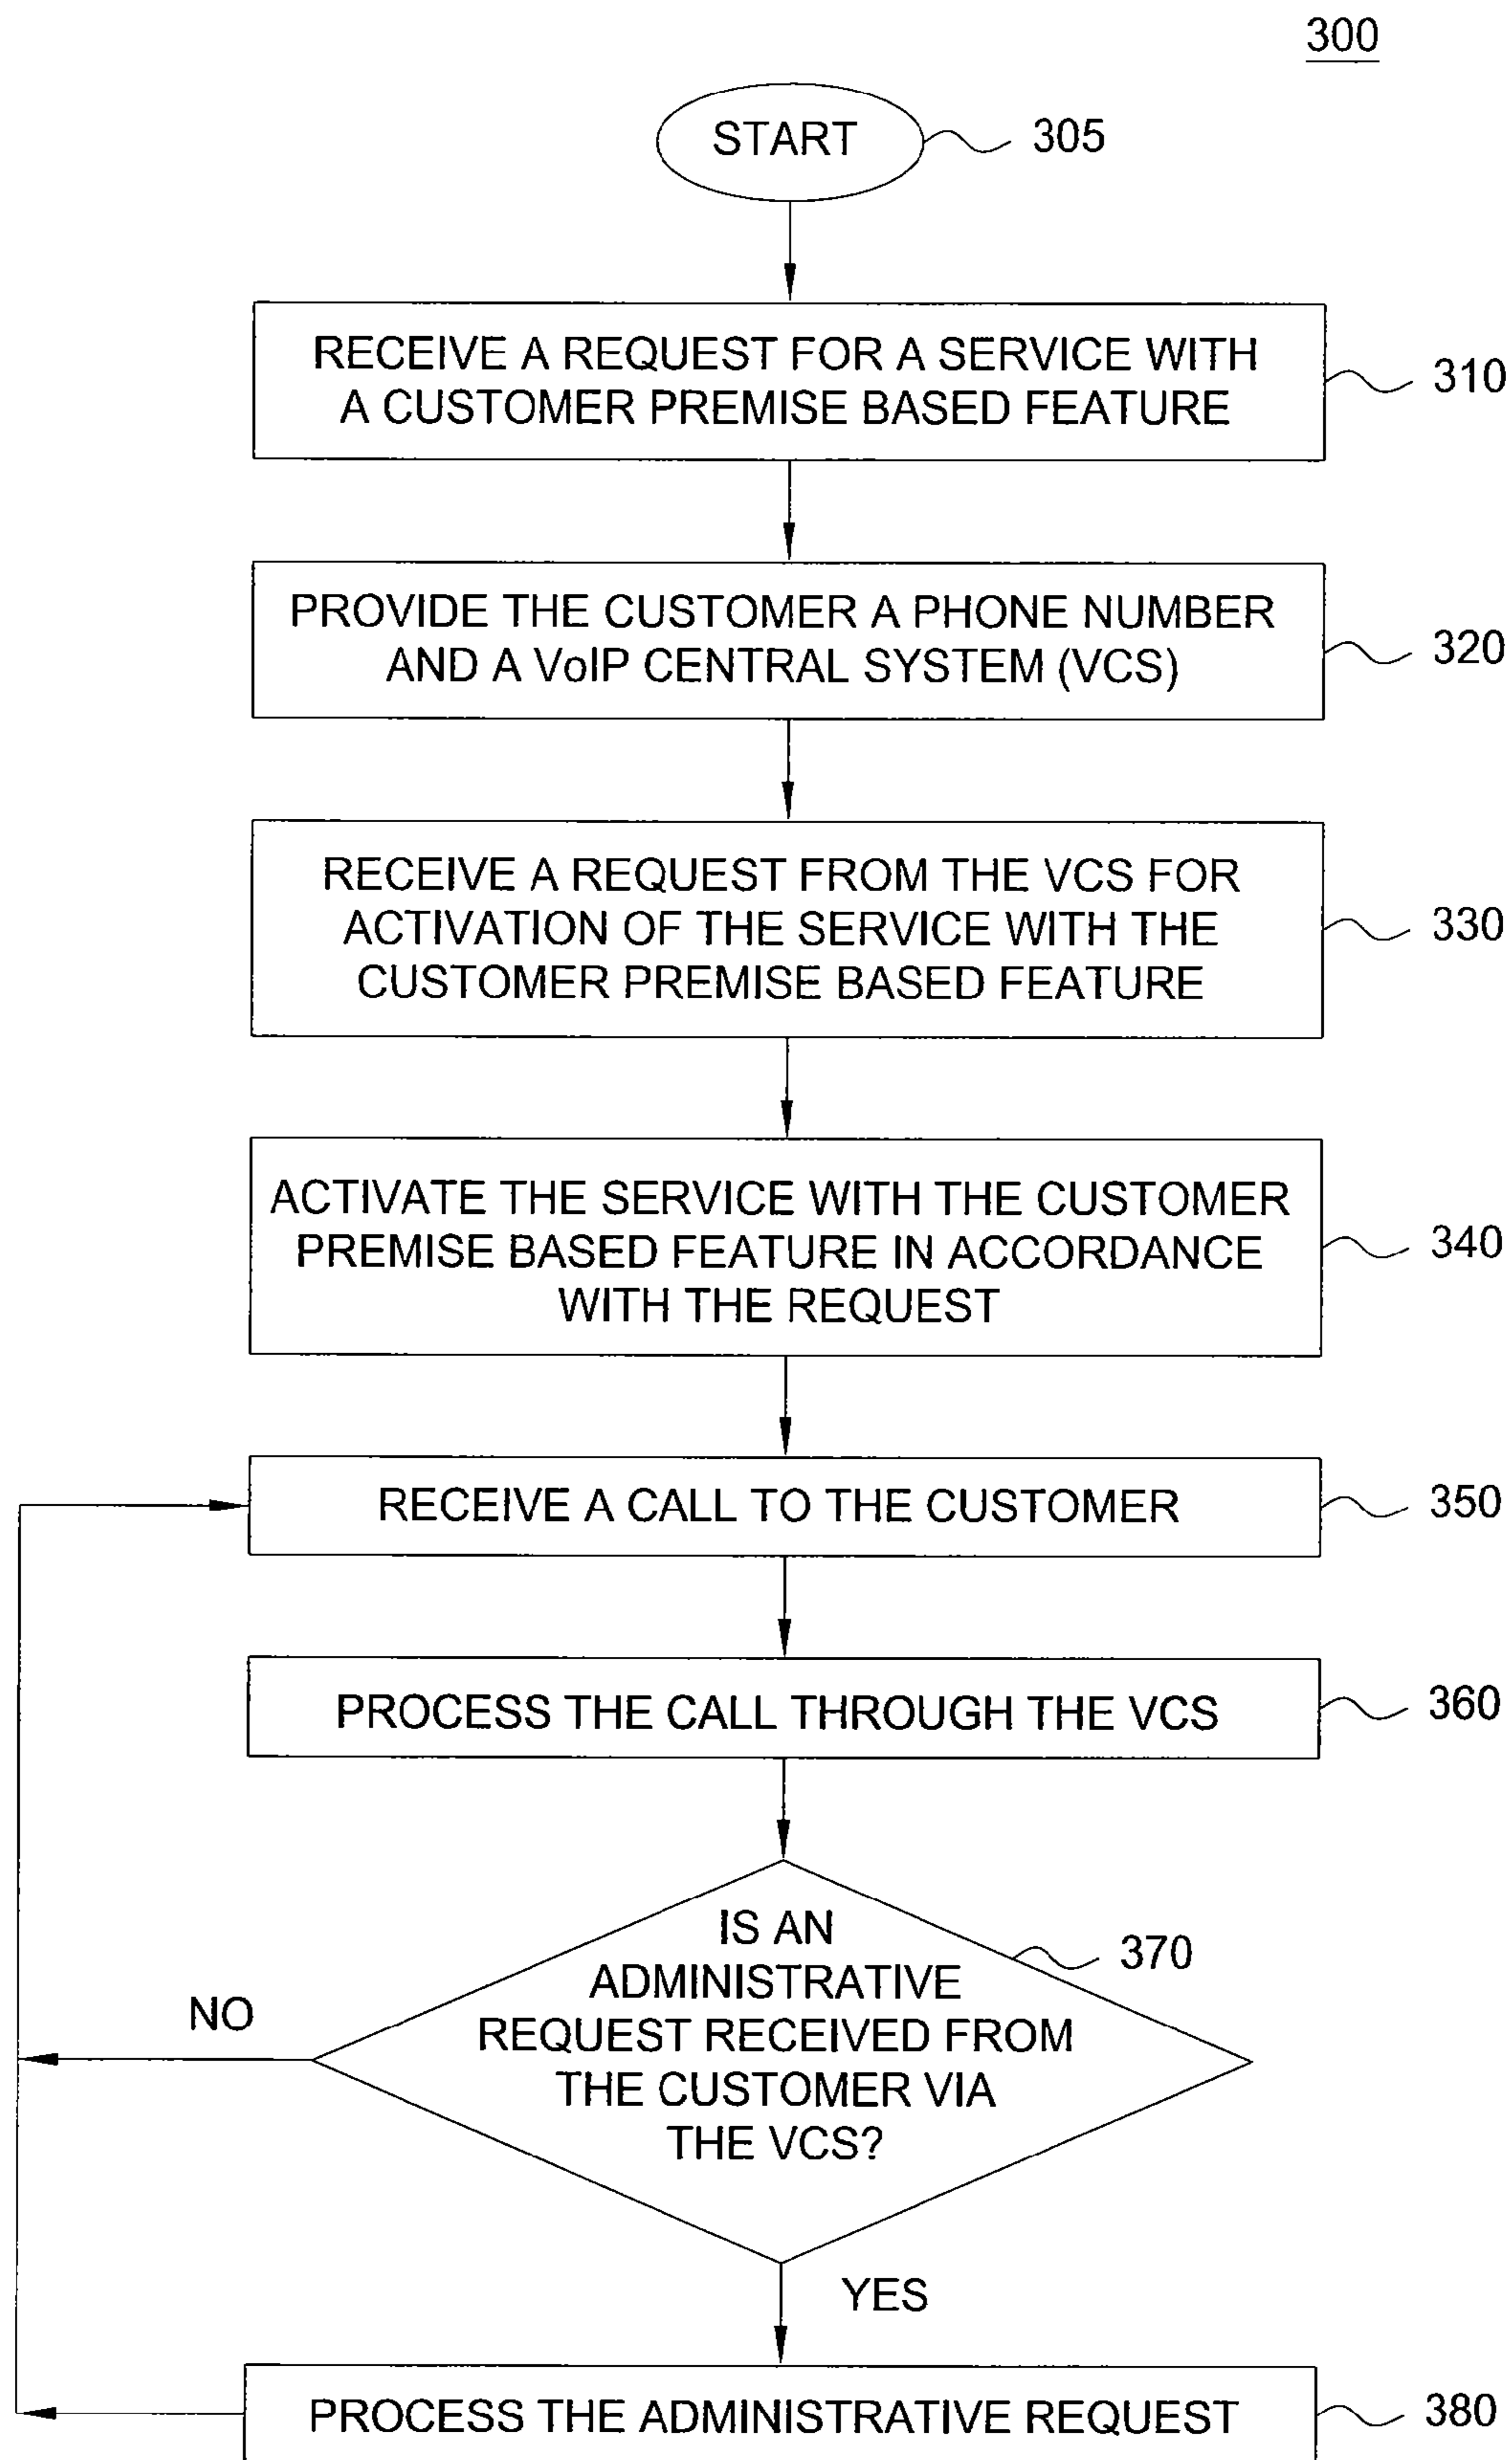 300
START
305
RECEIVE A REQUEST FOR A SERVICE WITH
A CUSTOMER PREMISE BASED FEATURE
310
PROVIDE THE CUSTOMER A PHONE NUMBER
AND A VoIP CENTRAL SYSTEM (VCS)
320
RECEIVE A REQUEST FROM THE VCS FOR
ACTIVATION OF THE SERVICE WITH THE
CUSTOMER PREMISE BASED FEATURE
330
ACTIVATE THE SERVICE WITH THE CUSTOMER
PREMISE BASED FEATURE IN ACCORDANCE
WITH THE REQUEST
340
RECEIVE A CALL TO THE CUSTOMER
350
PROCESS THE CALL THROUGH THE VCS
360
IS AN
ADMINISTRATIVE
REQUEST RECEIVED FROM
THE CUSTOMER VIA
THE VCS?
370
NO
YES
PROCESS THE ADMINISTRATIVE REQUEST
380